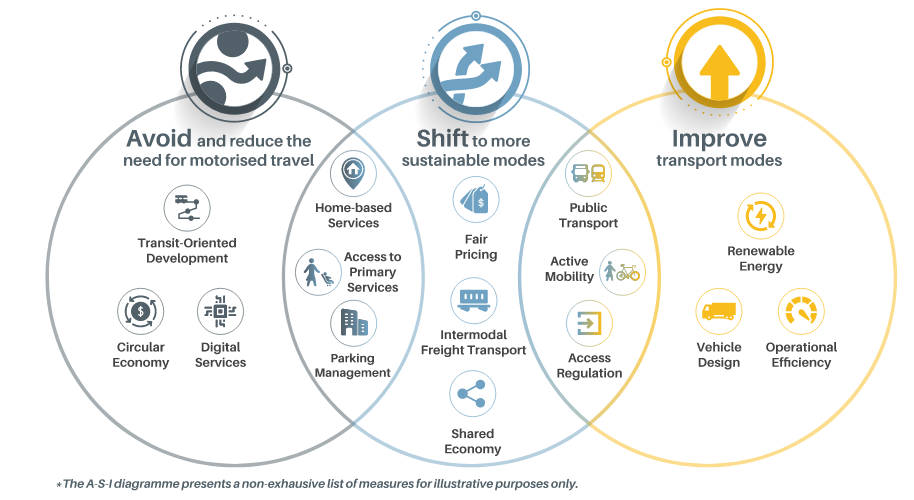 Avoid and reduce the
need for motorised travel
Shift to more
sustainable modes
Improve
transport modes
Transit-Oriented
Development
Circular
Economy
Digital
Services
$
Home-based
Services
Access to
Primary
Services
Parking
Management
$
Fair
Pricing
Intermodal
Freight Transport
Shared
Economy
Public
Transport
Active
Mobility
Access
Regulation
Renewable
Energy
Vehicle
Design
Operational
Efficiency
*The A-S-I diagramme presents a non-exhausive list of measures for illustrative purposes only.